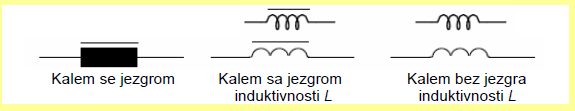 Kalem se jezgrom
Kalem sa jezgrom
induktivnosti L
Kalem bez jezgra
induktivnosti L